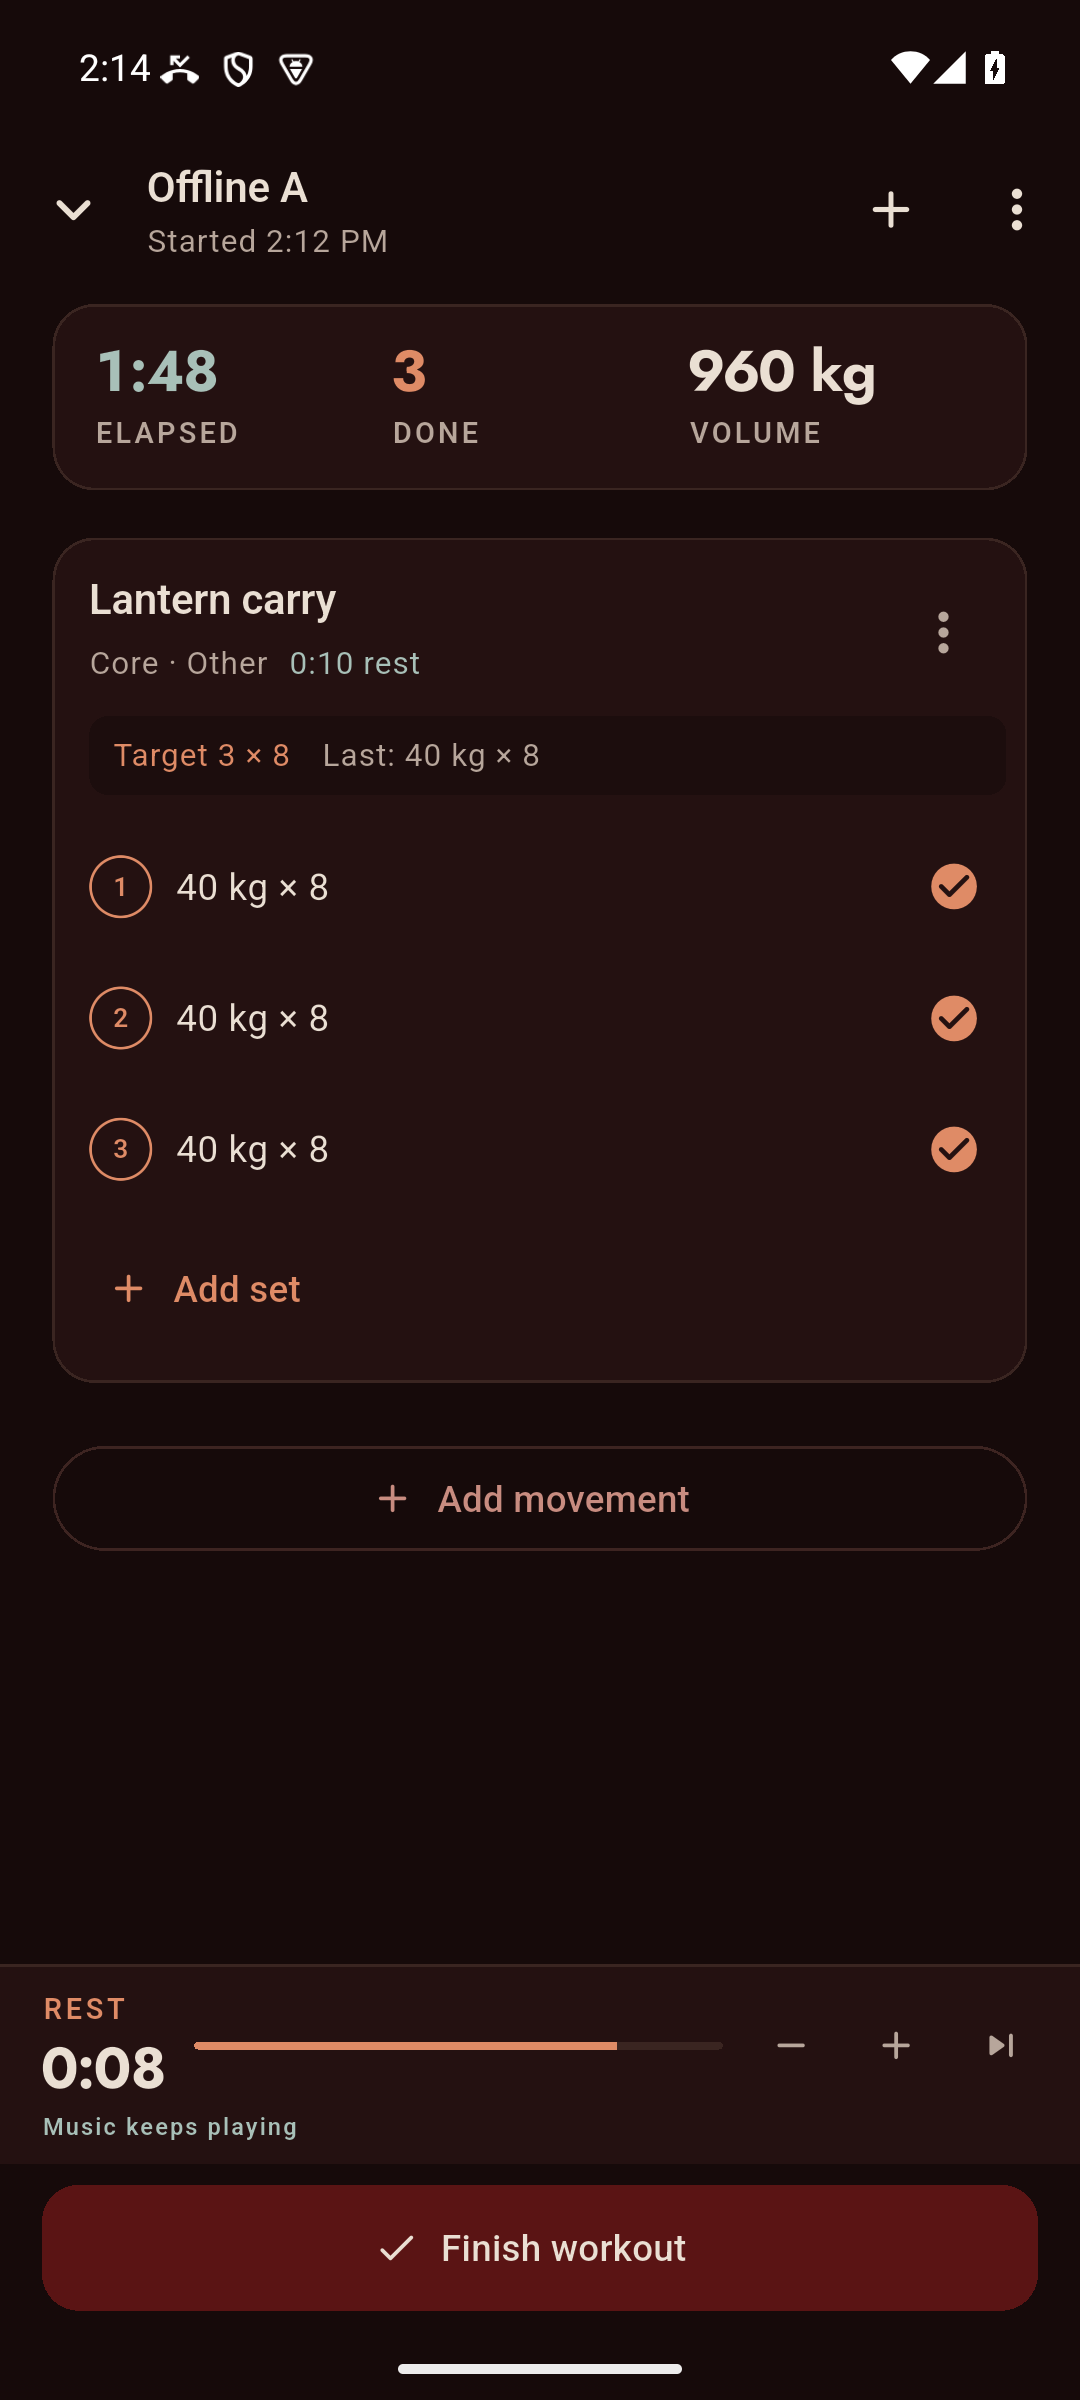 2:14
Offline A
Started 2:12 PM
1:48 3 960 kg
ELAPSED DONE VOLUME
Lantern carry
Core · Other 0:10 rest
Target 3 × 8 Last: 40 kg × 8
1 40 kg × 8
2 40 kg × 8
3 40 kg × 8
Add set
Add movement
REST
0:08
Music keeps playing
Finish workout